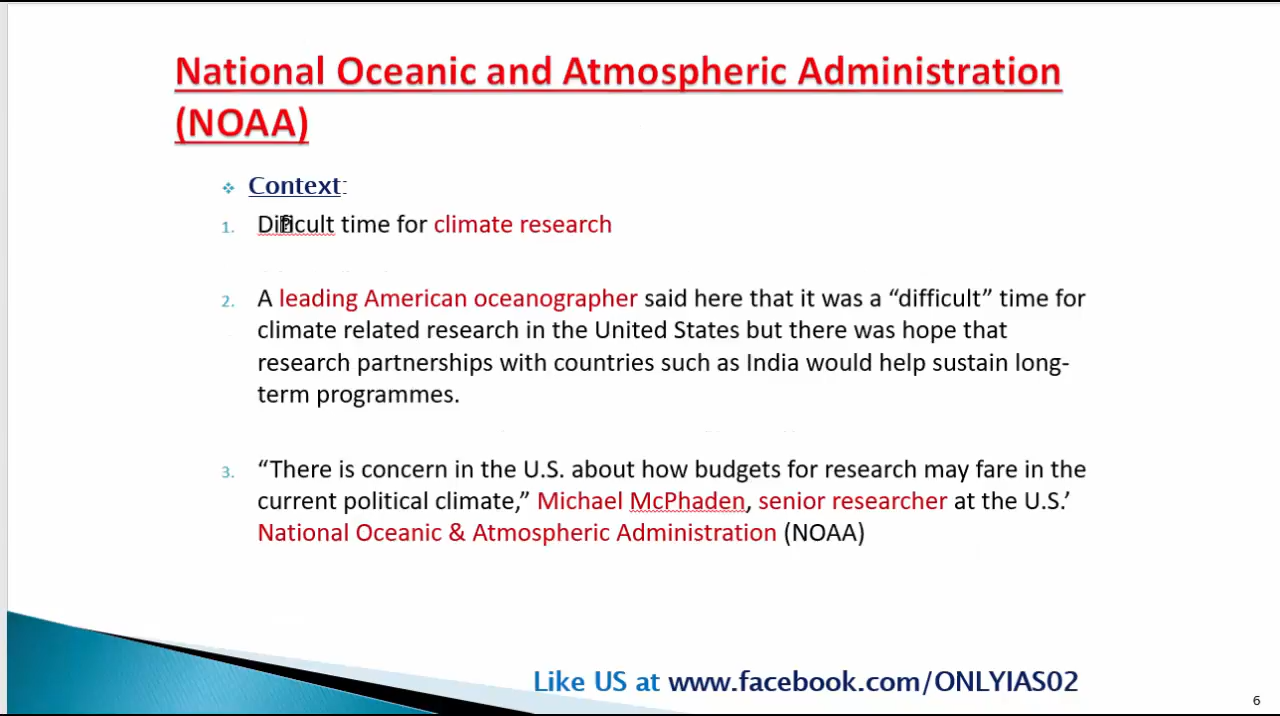 National Oceanic and Atmospheric Administration
(NOAA)
Context:
1. Difficult time for climate research
2. A leading American oceanographer said here that it was a “difficult” time for
climate related research in the United States but there was hope that
research partnerships with countries such as India would help sustain long-
term programmes.
3. “There is concern in the U.S. about how budgets for research may fare in the
current political climate,” Michael McPhaden, senior researcher at the U.S.’
National Oceanic & Atmospheric Administration (NOAA)
Like US at www.facebook.com/ONLYIAS02
6